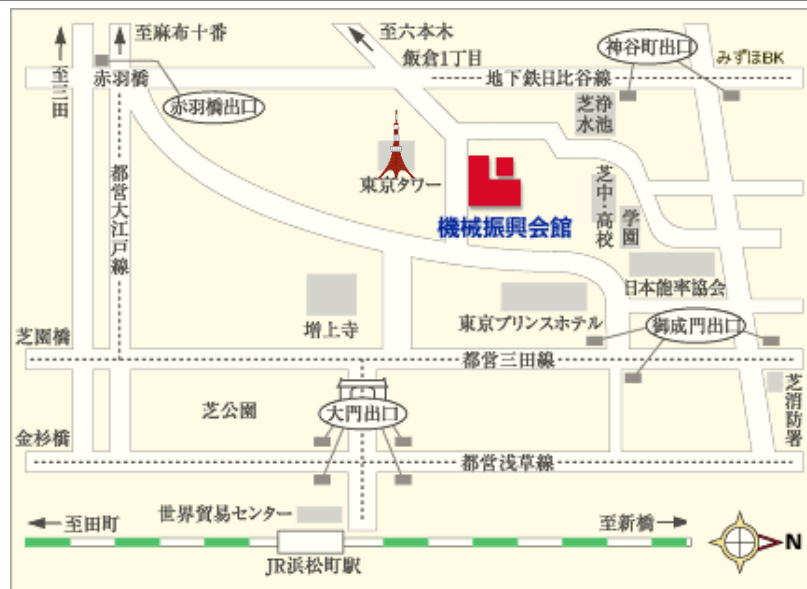 至麻布十番
至六本木
飯倉1丁目
神谷町出口
みずほBK
至三田
赤羽橋
地下鉄日比谷線
赤羽橋出口
芝浄水池
東京タワー
都営大江戸線
芝中・高校
学園
機械振興会館
日本能率協会
増上寺
東京プリンスホテル
御成門出口
芝園橋
都営三田線
芝公園
大門出口
芝消防署
金杉橋
都営浅草線
世界貿易センター
至田町
至新橋
N
JR浜松町駅